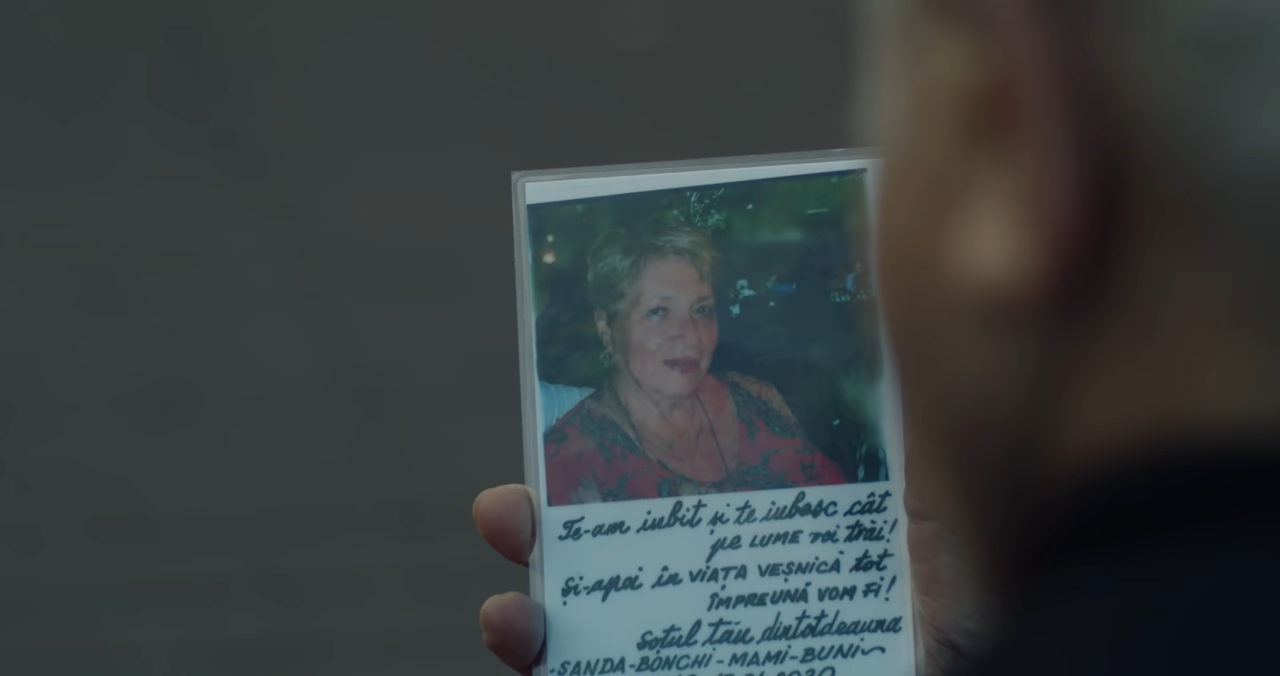 Te-am iubit și te iubesc cât
pe LUME voi trăi!
Și-apoi în VIAȚA VEȘNICĂ tot
ÎMPREUNĂ VOM Fi!
soțul tău dintotdeauna
-SANDA-BONCHI-MAMI-BUNI~
2020